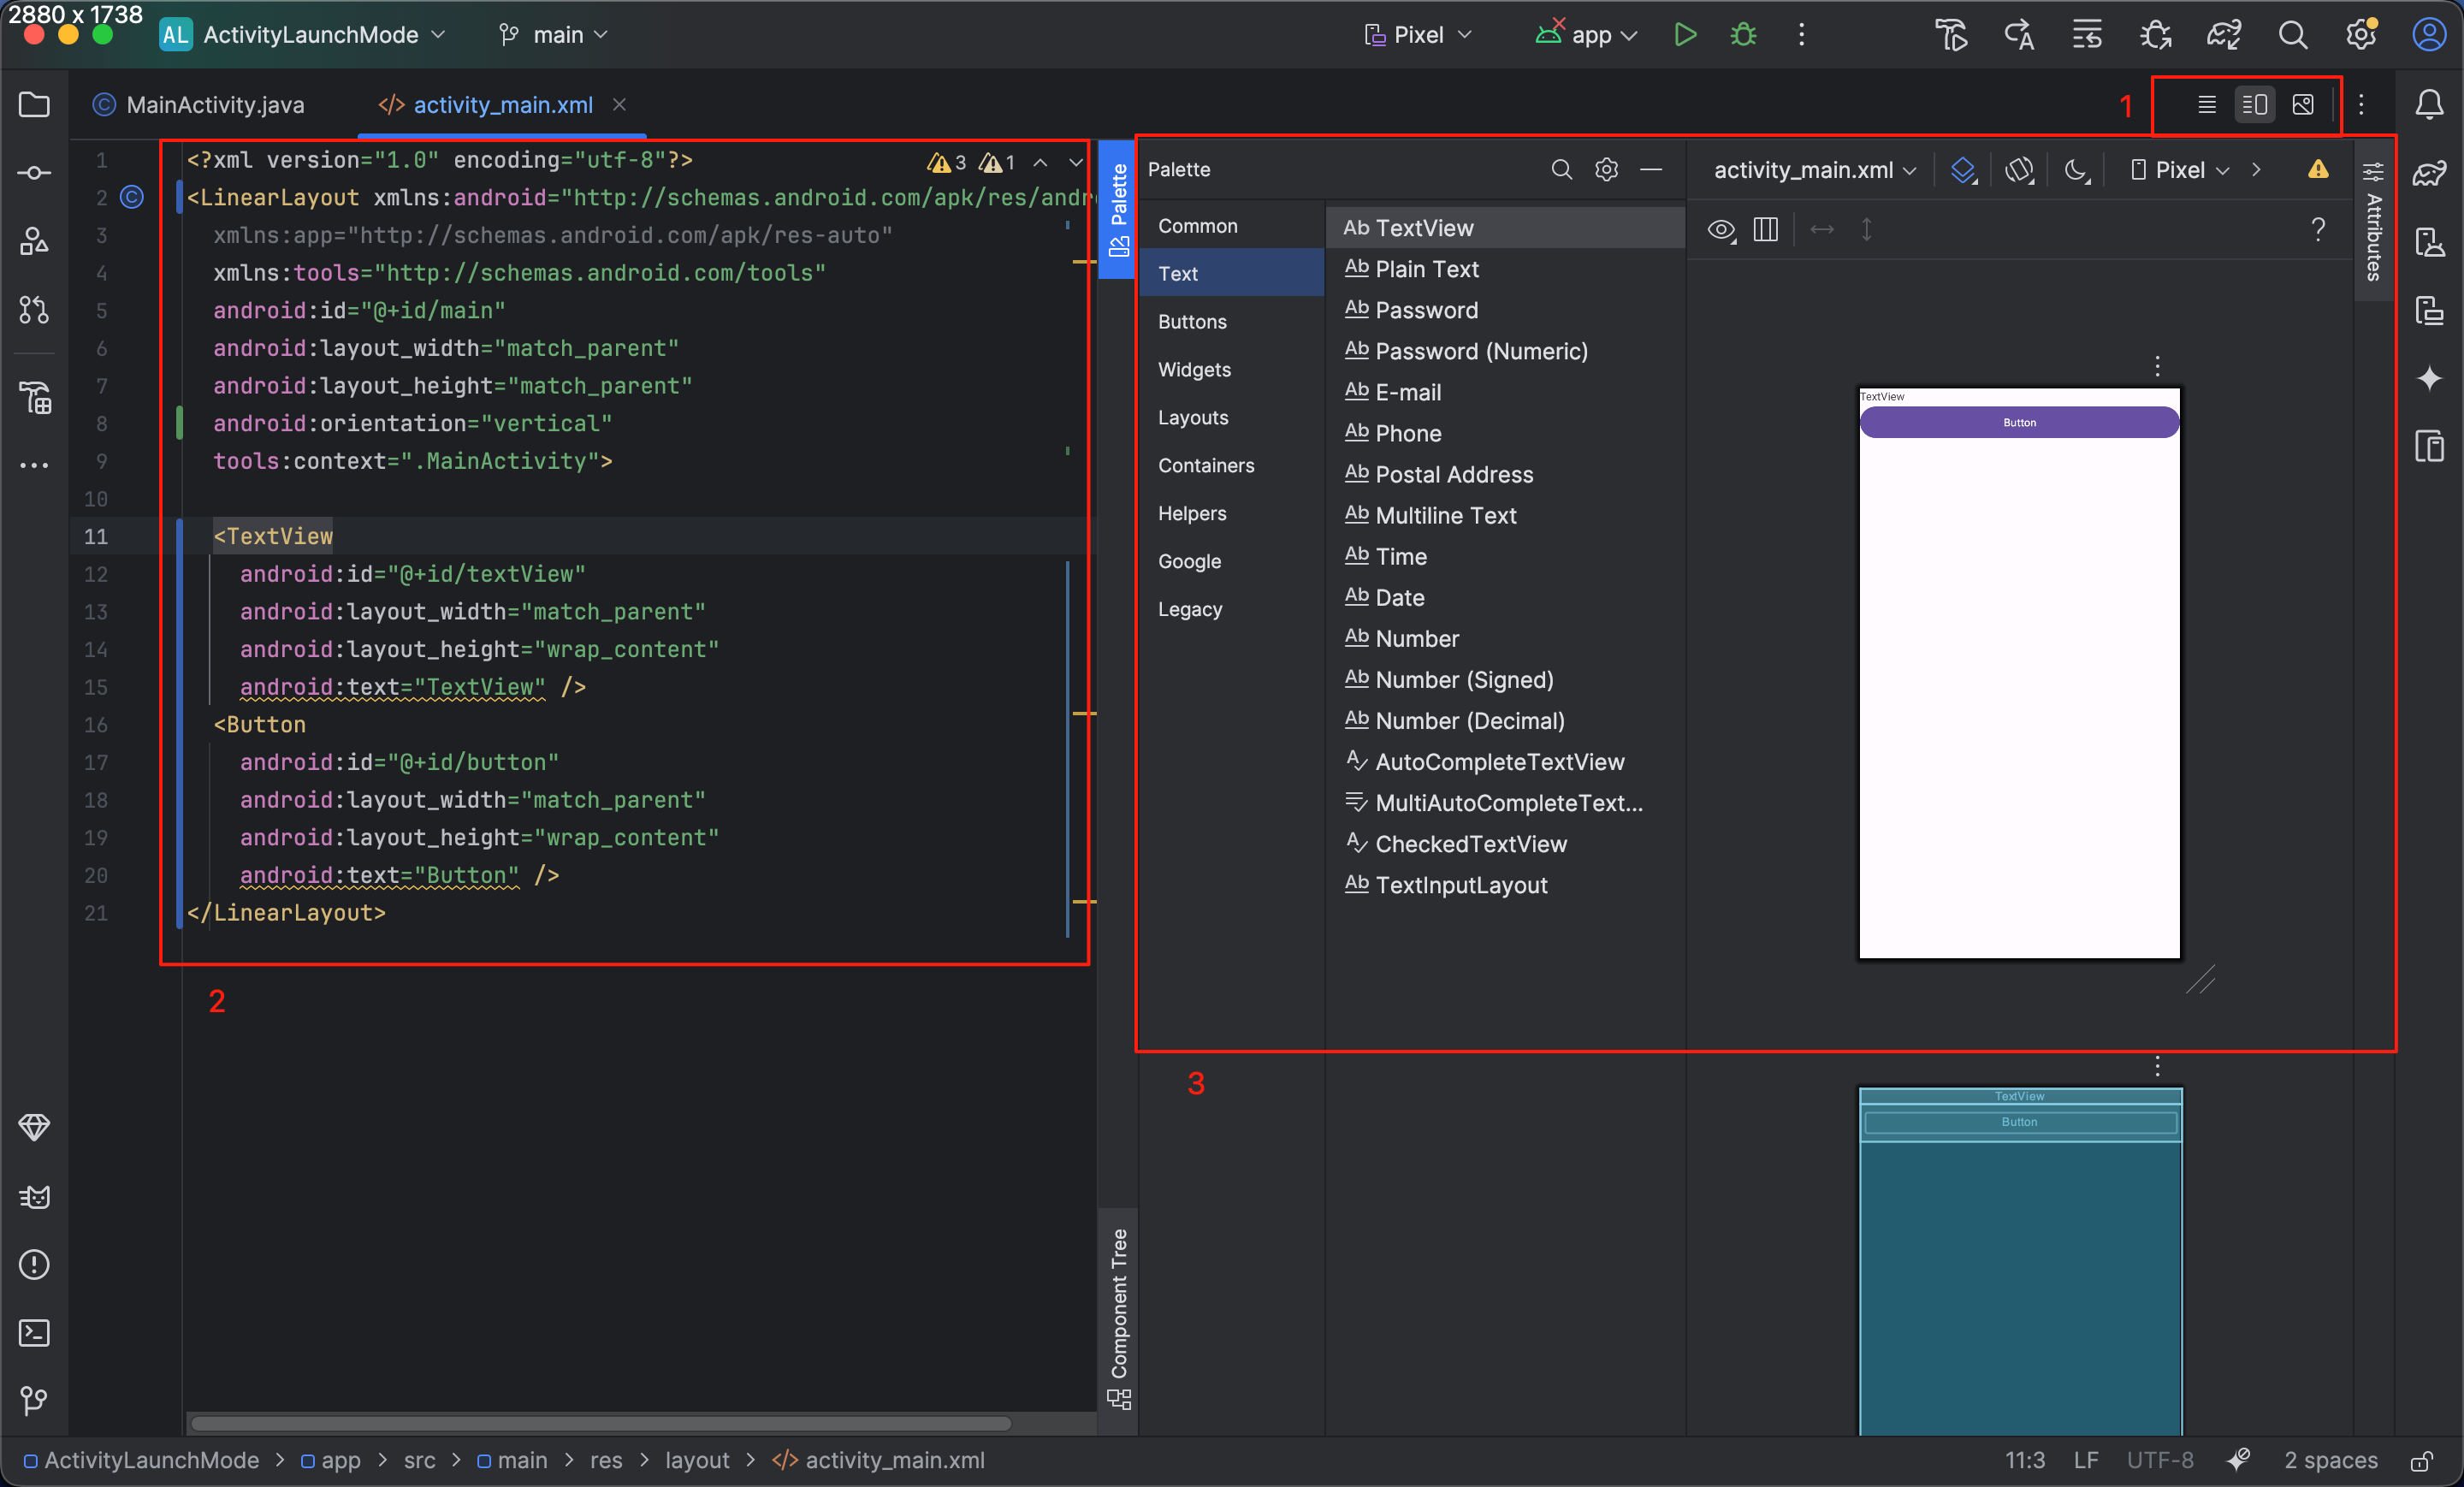 2880 x 1738
AL ActivityLaunchMode main Pixel app
MainActivity.java activity_main.xml 1
1 <?xml version="1.0" encoding="utf-8"?> 3 1
2 <LinearLayout xmlns:android="http://schemas.android.com/apk/res/andr
3 xmlns:app="http://schemas.android.com/apk/res-auto"
4 xmlns:tools="http://schemas.android.com/tools"
5 android:id="@+id/main"
6 android:layout_width="match_parent"
7 android:layout_height="match_parent"
8 android:orientation="vertical"
9 tools:context=".MainActivity">
10
11 <TextView
12 android:id="@+id/textView"
13 android:layout_width="match_parent"
14 android:layout_height="wrap_content"
15 android:text="TextView" />
16 <Button
17 android:id="@+id/button"
18 android:layout_width="match_parent"
19 android:layout_height="wrap_content"
20 android:text="Button" />
21 </LinearLayout>
2
Palette
Component Tree
Palette
Common
Text
Buttons
Widgets
Layouts
Containers
Helpers
Google
Legacy
Ab TextView
Ab Plain Text
Ab Password
Ab Password (Numeric)
Ab E-mail
Ab Phone
Ab Postal Address
Ab Multiline Text
Ab Time
Ab Date
Ab Number
Ab Number (Signed)
Ab Number (Decimal)
AutoCompleteTextView
MultiAutoCompleteText...
CheckedTextView
Ab TextInputLayout
3
activity_main.xml Pixel
Attributes
TextView
Button
TextView
Button
ActivityLaunchMode > app > src > main > res > layout > activity_main.xml
11:3 LF UTF-8 2 spaces